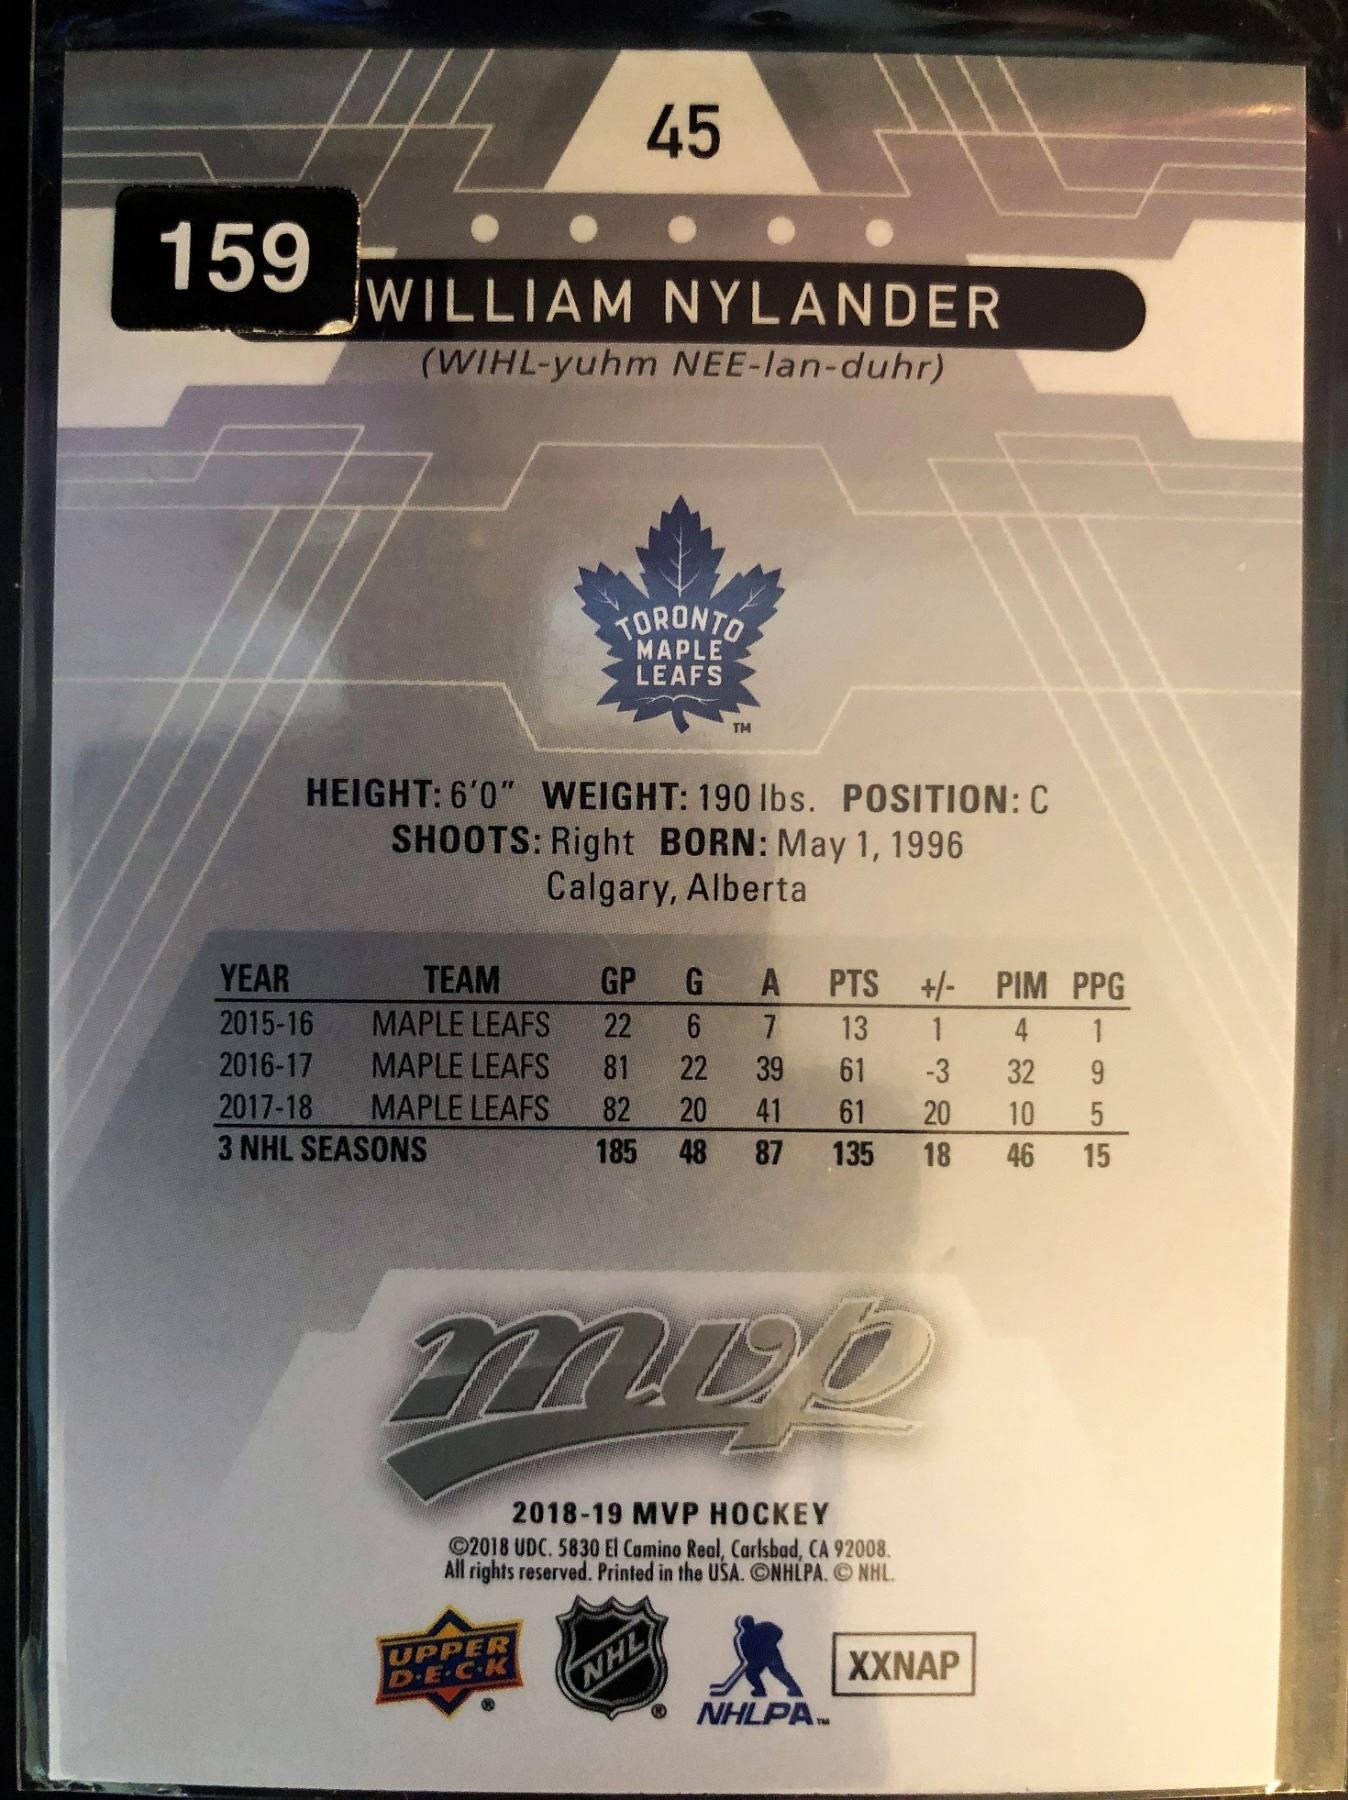 45
159
WILLIAM NYLANDER
(WIHL-yuhm NEE-lan-duhr)
TORONTO
MAPLE
LEAFS
TM
HEIGHT: 6'0" WEIGHT: 190 lbs. POSITION: C
SHOOTS: Right BORN: May 1, 1996
Calgary, Alberta
YEAR TEAM GP G A PTS +/- PIM PPG
2015-16 MAPLE LEAFS 22 6 7 13 1 4 1
2016-17 MAPLE LEAFS 81 22 39 61 -3 32 9
2017-18 MAPLE LEAFS 82 20 41 61 20 10 5
3 NHL SEASONS 185 48 87 135 18 46 15
mvp
2018-19 MVP HOCKEY
©2018 UDC. 5830 El Camino Real, Carlsbad, CA 92008.
All rights reserved. Printed in the USA. ©NHLPA. © NHL.
UPPER
D·E·C·K
®
NHL
®
NHLPA™
XXNAP